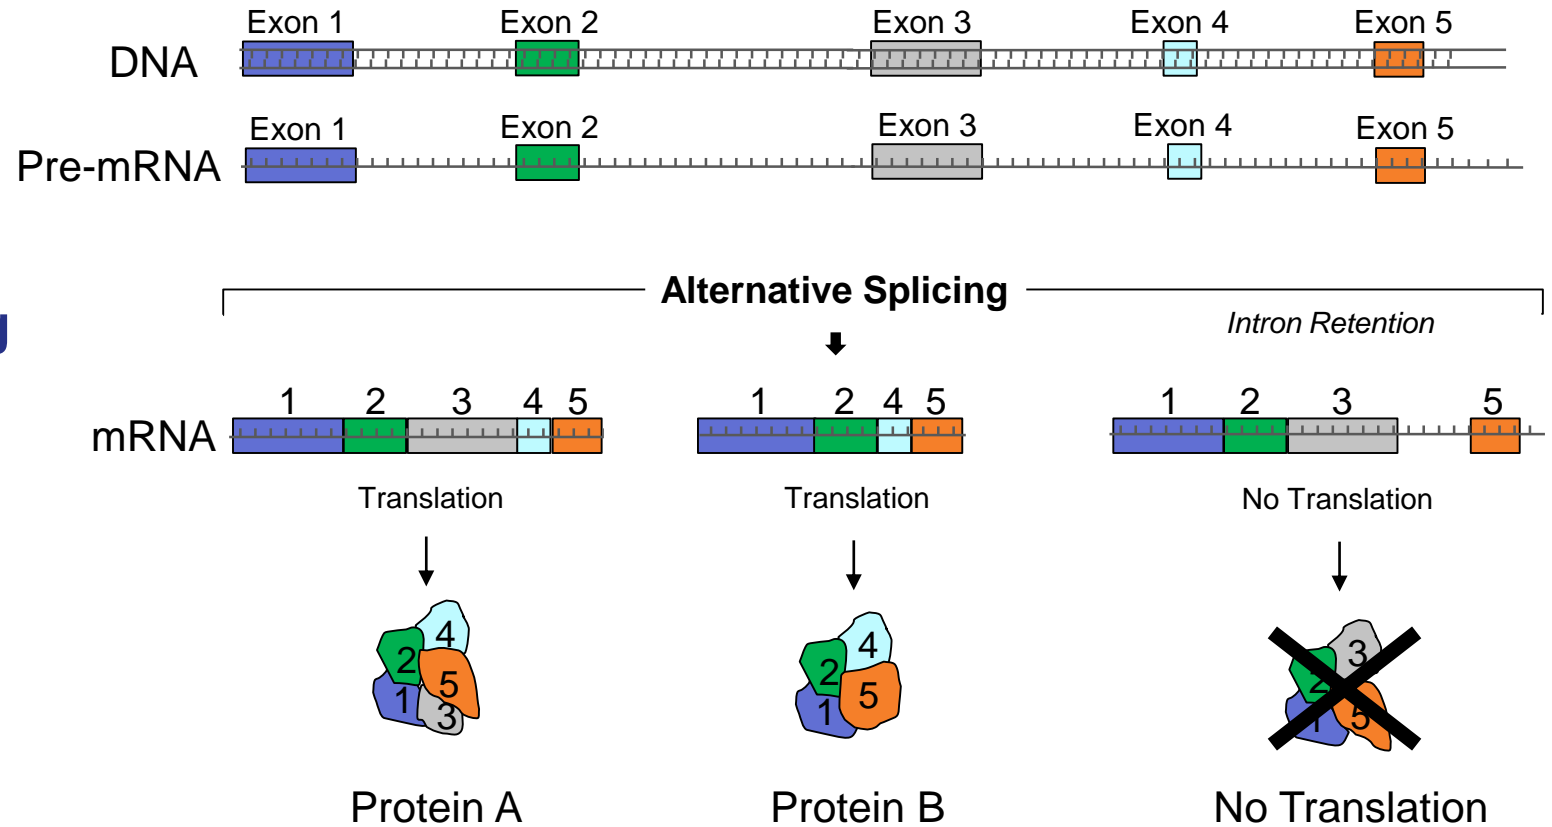 Exon 1 Exon 2 Exon 3 Exon 4 Exon 5
DNA
Exon 1 Exon 2 Exon 3 Exon 4 Exon 5
Pre-mRNA
Alternative Splicing
Intron Retention
g
1 2 3 4 5 1 2 4 5 1 2 3 5
mRNA
Translation Translation No Translation
4 2 5 1 3
4 2 5 1
3 2 5 1
Protein A Protein B No Translation